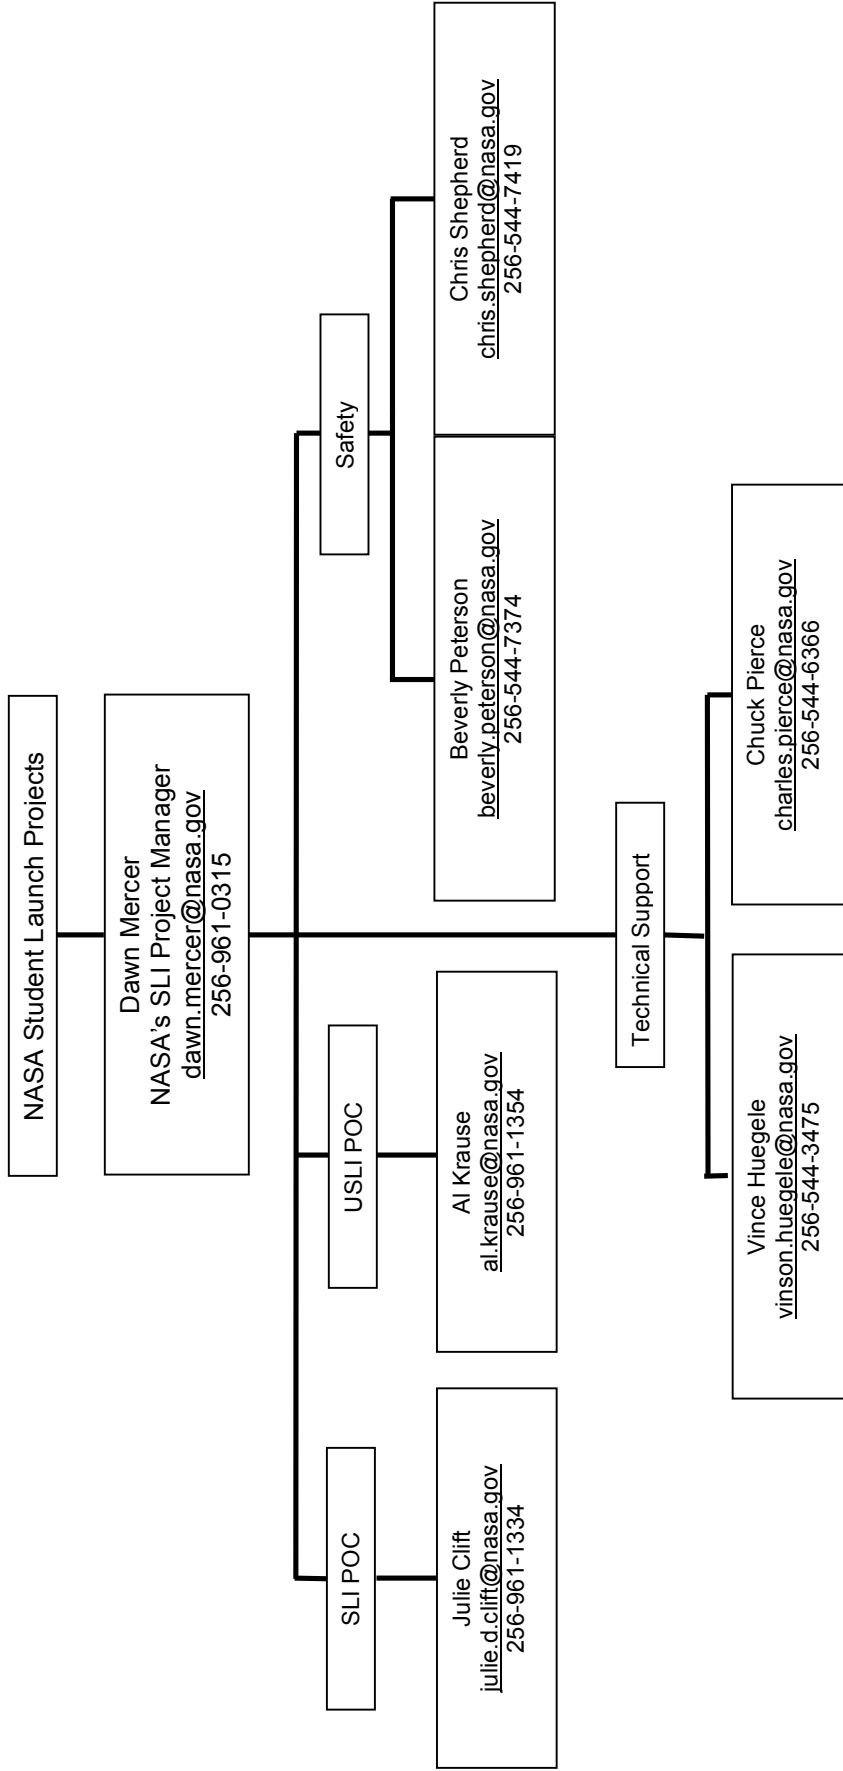 NASA Student Launch Projects
Dawn Mercer
NASA's SLI Project Manager
dawn.mercer@nasa.gov
256-961-0315
SLI POC
USLI POC
Safety
Julie Clift
julie.d.clift@nasa.gov
256-961-1334
Al Krause
al.krause@nasa.gov
256-961-1354
Beverly Peterson
beverly.peterson@nasa.gov
256-544-7374
Chris Shepherd
chris.shepherd@nasa.gov
256-544-7419
Technical Support
Vince Huegele
vinson.huegele@nasa.gov
256-544-3475
Chuck Pierce
charles.pierce@nasa.gov
256-544-6366